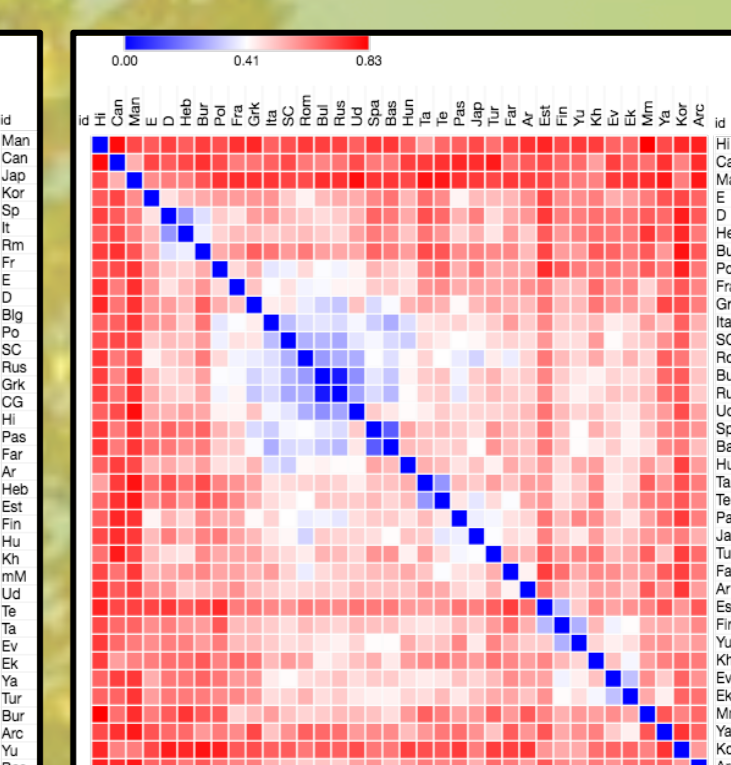 0.00 0.41 0.83
id
id Hi Can Man E D Heb Bur Pol Fra Grk Ita SC Rom Bul Rus Ud Spa Bas Hun Ta Te Pas Jap Tur Far Ar Est Fin Yu Kh Ev Ek Mm Ya Kor Arc id
Man
Can
Jap
Kor
Sp
It
Rm
Fr
E
D
Blg
Po
SC
Rus
Grk
CG
Hi
Pas
Far
Ar
Heb
Est
Fin
Hu
Kh
mM
Ud
Te
Ta
Ev
Ek
Ya
Tur
Bur
Arc
Yu
Hi
Ca
Ma
E
D
He
Bu
Po
Fra
Gr
Ita
SC
Ro
Bu
Ru
Ud
Sp
Ba
Hu
Ta
Te
Pa
Ja
Tu
Fa
Ar
Es
Fin
Yu
Kh
Ev
Ek
Mr
Ya
Ko